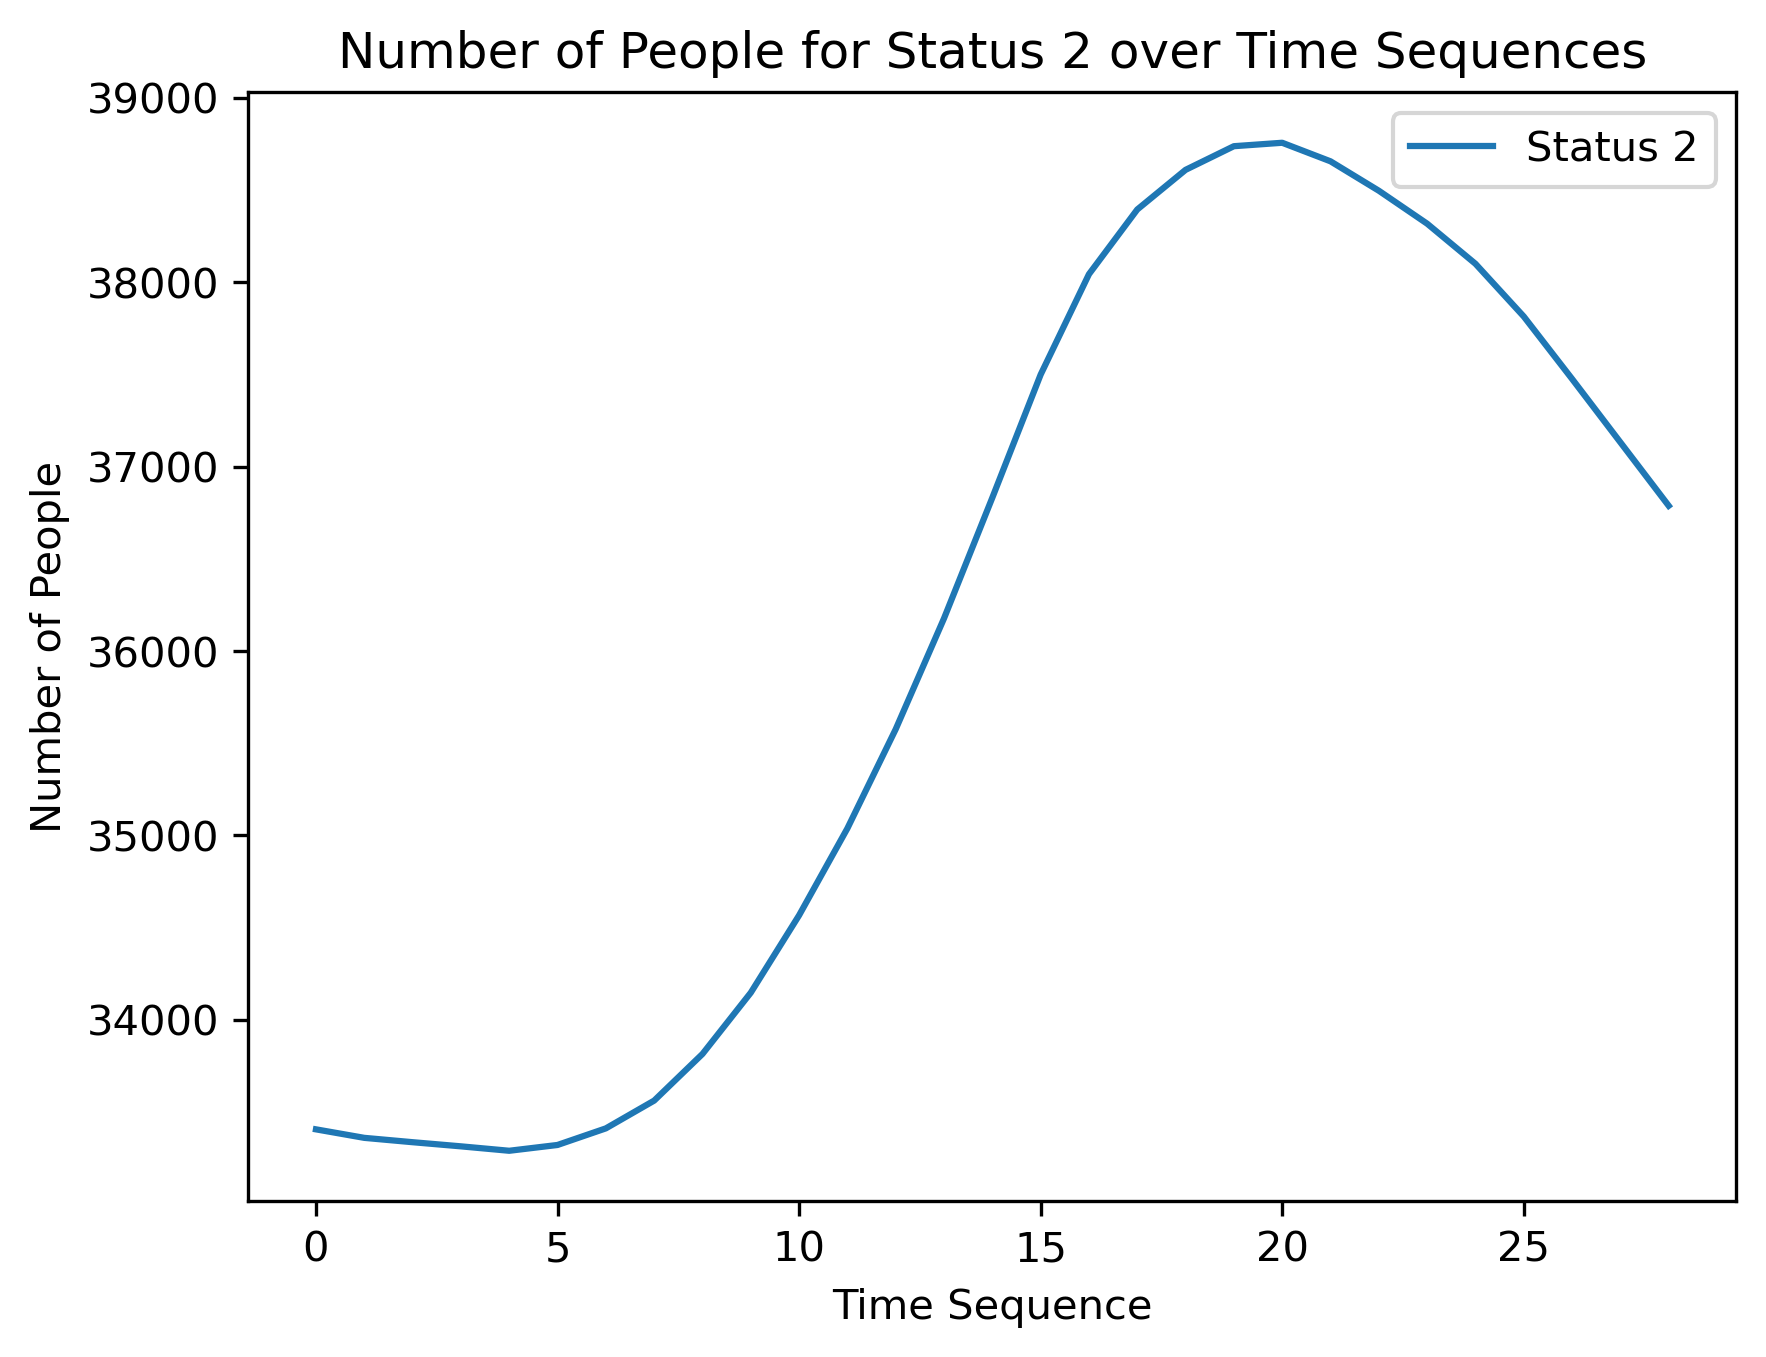 Number of People for Status 2 over Time Sequences
Status 2
Number of People
39000
38000
37000
36000
35000
34000
0 5 10 15 20 25
Time Sequence